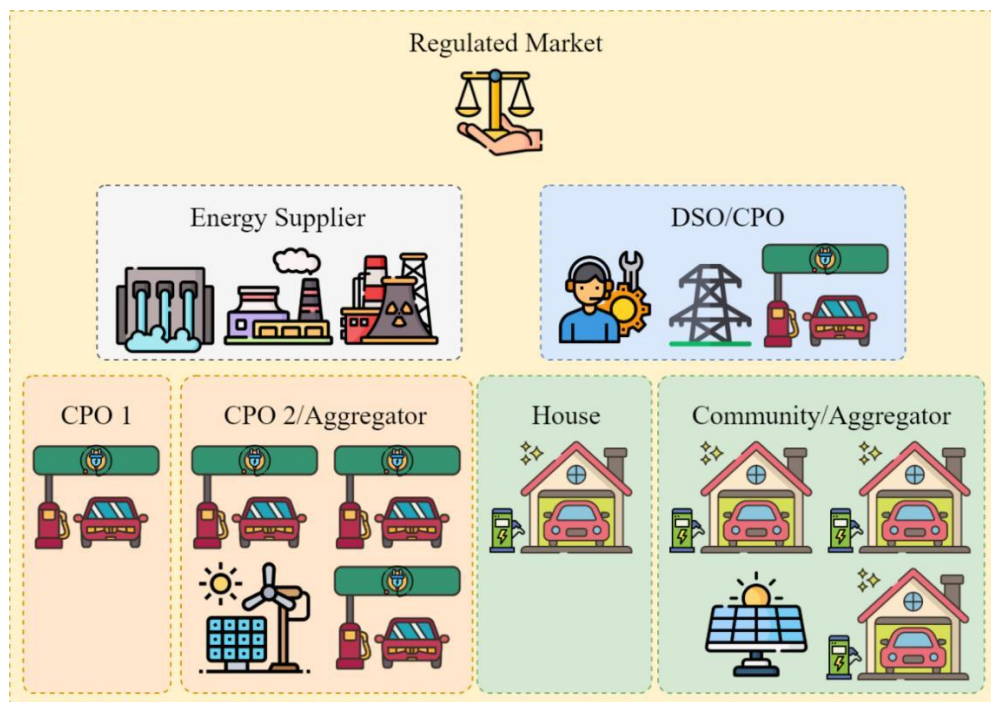 Regulated Market
Energy Supplier
DSO/CPO
CPO 1
CPO 2/Aggregator
House
Community/Aggregator